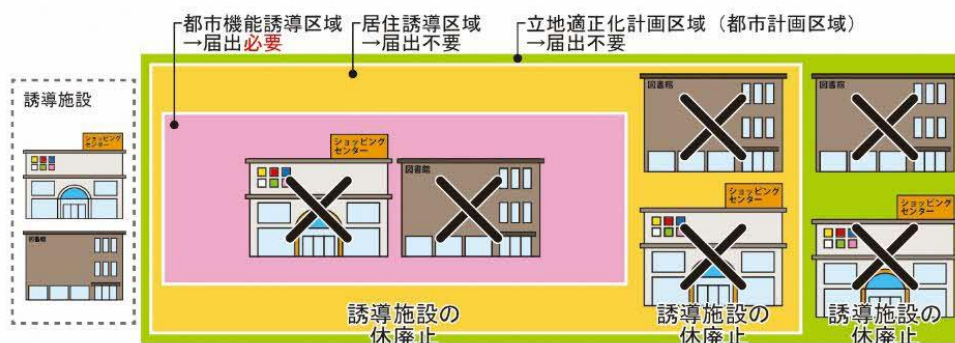 都市機能誘導区域
→届出必要
居住誘導区域
→届出不要
立地適正化計画区域（都市計画区域）
→届出不要
誘導施設
ショッピング
センター
図書館
ショッピング
センター
図書館
図書館
ショッピング
センター
図書館
ショッピング
センター
誘導施設の
休廃止
誘導施設の
休廃止
誘導施設の
休廃止